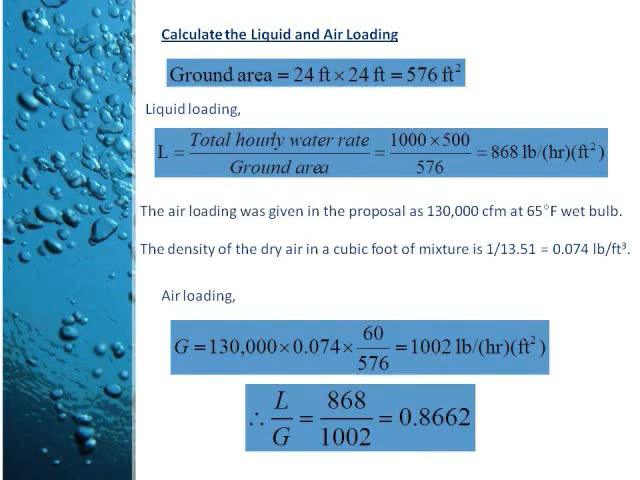 Calculate the Liquid and Air Loading
Ground area = 24 ft × 24 ft = 576 ft²
Liquid loading,
L = Total hourly water rate / Ground area = 1000 × 500 / 576 = 868 lb/(hr)(ft²)
The air loading was given in the proposal as 130,000 cfm at 65°F wet bulb.
The density of the dry air in a cubic foot of mixture is 1/13.51 = 0.074 lb/ft³.
Air loading,
G = 130,000 × 0.074 × 60 / 576 = 1002 lb/(hr)(ft²)
∴ L / G = 868 / 1002 = 0.8662